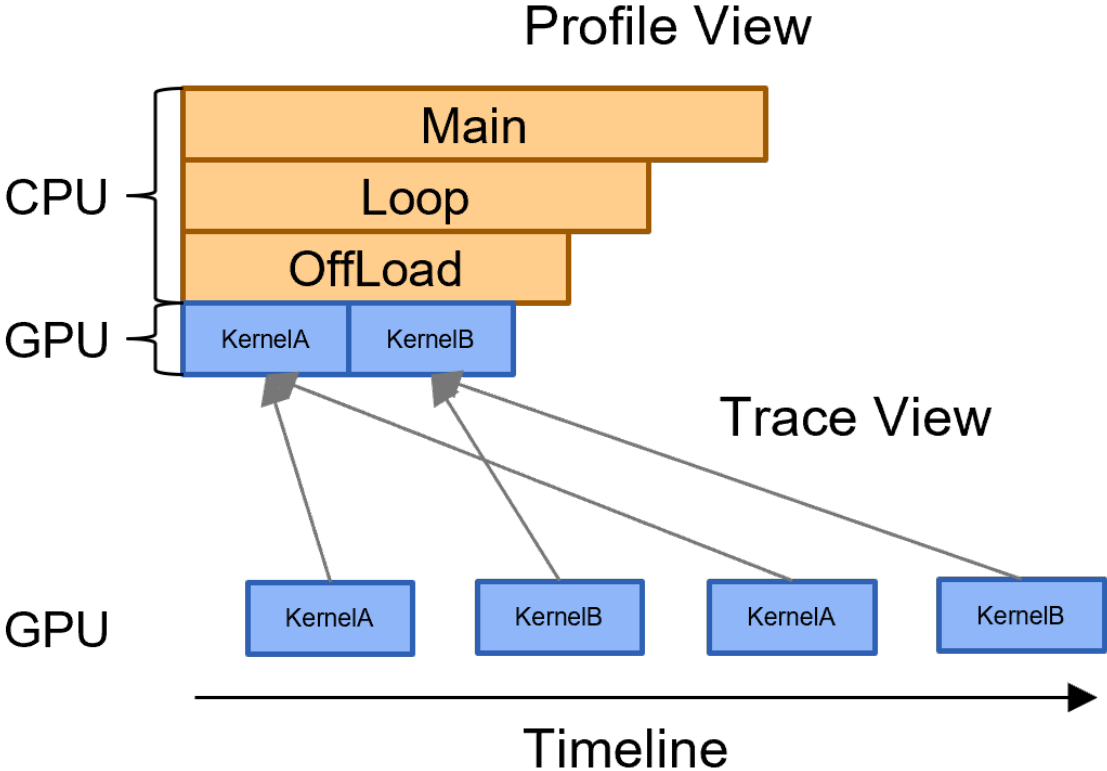 Profile View
Main
CPU
Loop
OffLoad
GPU
KernelA
KernelB
Trace View
GPU
KernelA
KernelB
KernelA
KernelB
Timeline